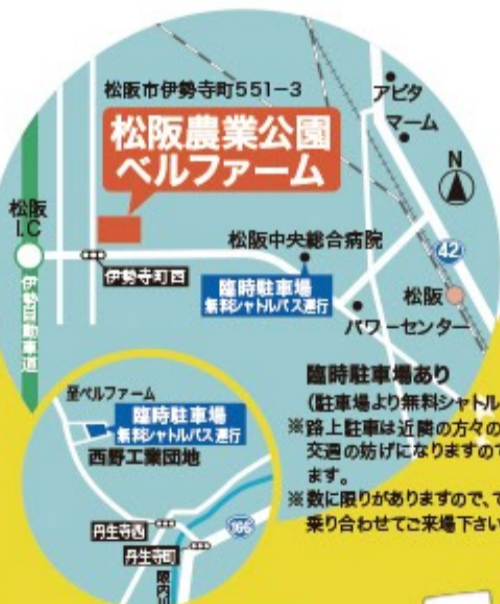 松阪市伊勢寺町551-3
松阪農業公園
ベルファーム
アピタ
マーム
N
松阪
I.C
伊勢自動車道
伊勢寺町西
松阪中央総合病院
臨時駐車場
無料シャトルバス運行
42
松阪
パワーセンター
臨時駐車場あり
(駐車場より無料シャトル
※路上駐車は近隣の方々の
交通の妨げになりますので
ます。
※数に限りがありますので、で
乗り合わせてご来場下さい
至ベルファーム
臨時駐車場
無料シャトルバス運行
西野工業団地
丹生寺西
166
丹生寺町
阪内川